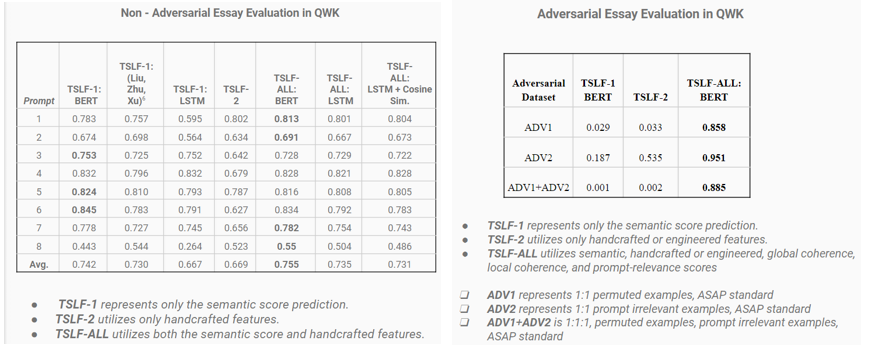 Non - Adversarial Essay Evaluation in QWK
Prompt TSLF-1: BERT TSLF-1: (Liu, Zhu, Xu)⁵ TSLF-1: LSTM TSLF-2 TSLF-ALL: BERT TSLF-ALL: LSTM TSLF-ALL: LSTM + Cosine Sim.
1 0.783 0.757 0.595 0.802 0.813 0.801 0.804
2 0.674 0.698 0.564 0.634 0.691 0.667 0.673
3 0.753 0.725 0.752 0.642 0.728 0.729 0.722
4 0.832 0.796 0.832 0.679 0.828 0.821 0.828
5 0.824 0.810 0.793 0.787 0.816 0.808 0.805
6 0.845 0.783 0.791 0.627 0.834 0.792 0.783
7 0.778 0.727 0.745 0.656 0.782 0.754 0.743
8 0.443 0.544 0.264 0.523 0.55 0.504 0.486
Avg. 0.742 0.730 0.667 0.669 0.755 0.735 0.731
● TSLF-1 represents only the semantic score prediction.
● TSLF-2 utilizes only handcrafted features.
● TSLF-ALL utilizes both the semantic score and handcrafted features.
Adversarial Essay Evaluation in QWK
Adversarial Dataset TSLF-1 BERT TSLF-2 TSLF-ALL: BERT
ADV1 0.029 0.033 0.858
ADV2 0.187 0.535 0.951
ADV1+ADV2 0.001 0.002 0.885
● TSLF-1 represents only the semantic score prediction.
● TSLF-2 utilizes only handcrafted or engineered features.
● TSLF-ALL utilizes semantic, handcrafted or engineered, global coherence,
local coherence, and prompt-relevance scores
❏ ADV1 represents 1:1 permuted examples, ASAP standard
❏ ADV2 represents 1:1 prompt irrelevant examples, ASAP standard
❏ ADV1+ADV2 is 1:1:1, permuted examples, prompt irrelevant examples,
ASAP standard